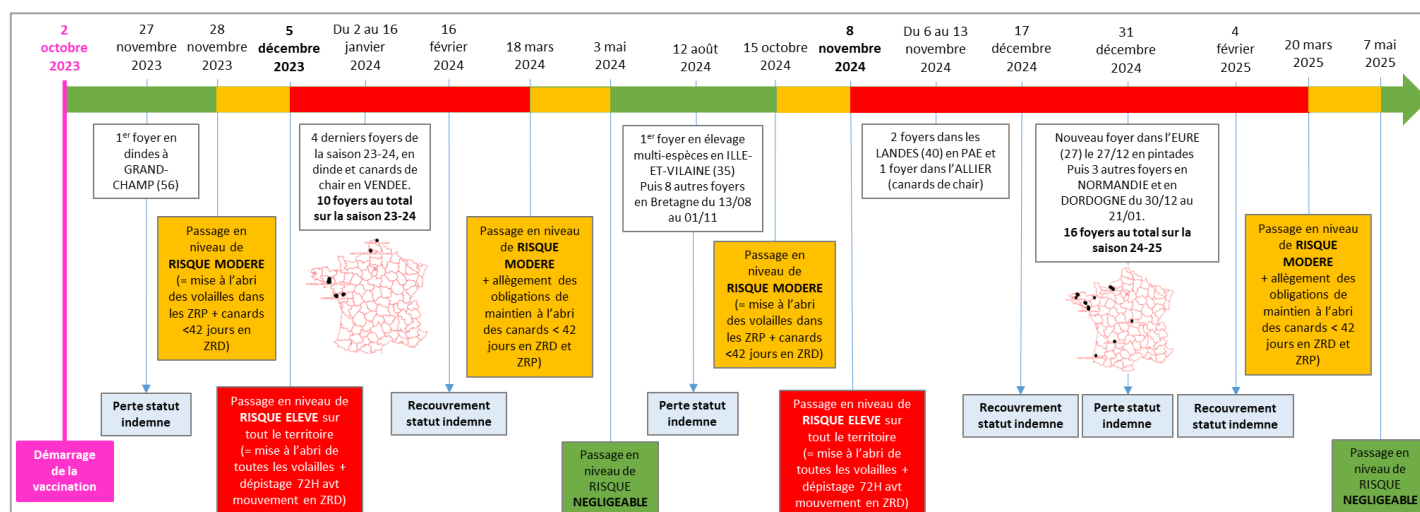 2
octobre
2023
27
novembre
2023
28
novembre
2023
5
décembre
2023
Du 2 au 16
janvier
2024
16
février
2024
18 mars
2024
3 mai
2024
12 août
2024
15 octobre
2024
8
novembre
2024
Du 6 au 13
novembre
2024
17
décembre
2024
31
décembre
2024
4
février
2025
20 mars
2025
7 mai
2025
1er foyer en
dindes à
GRAND-
CHAMP (56)
4 derniers foyers de
la saison 23-24, en
dinde et canards de
chair en VENDEE.
10 foyers au total
sur la saison 23-24
1er foyer en élevage
multi-espèces en ILLE-
ET-VILAINE (35)
Puis 8 autres foyers
en Bretagne du 13/08
au 01/11
2 foyers dans les
LANDES (40) en PAE et
1 foyer dans l'ALLIER
(canards de chair)
Nouveau foyer dans l'EURE
(27) le 27/12 en pintades
Puis 3 autres foyers en
NORMANDIE et en
DORDOGNE du 30/12 au
21/01.
16 foyers au total sur la
saison 24-25
Passage en
niveau de
RISQUE MODERE
(= mise à l'abri
des volailles dans
les ZRP + canards
<42 jours en
ZRD)
Passage en niveau
de RISQUE
MODERE
+ allègement des
obligations de
maintien à l'abri
des canards < 42
jours en ZRD et
ZRP)
Passage en
niveau de
RISQUE MODERE
(= mise à l'abri
des volailles dans
les ZRP + canards
<42 jours en ZRD)
Passage en
niveau de RISQUE
MODERE
+ allègement des
obligations de
maintien à l'abri
des canards < 42
jours en ZRD et
ZRP)
Perte statut
indemne
Passage en niveau de
RISQUE ELEVE sur
tout le territoire
(= mise à l'abri de
toutes les volailles +
dépistage 72H avt
mouvement en ZRD)
Recouvrement
statut indemne
Perte statut
indemne
Passage en niveau de
RISQUE ELEVE sur
tout le territoire
(= mise à l'abri de
toutes les volailles +
dépistage 72H avt
mouvement en ZRD)
Recouvrement
statut indemne
Perte statut
indemne
Recouvrement
statut indemne
Démarrage
de la
vaccination
Passage en
niveau de
RISQUE
NEGLIGEABLE
Passage en
niveau de
RISQUE
NEGLIGEABLE